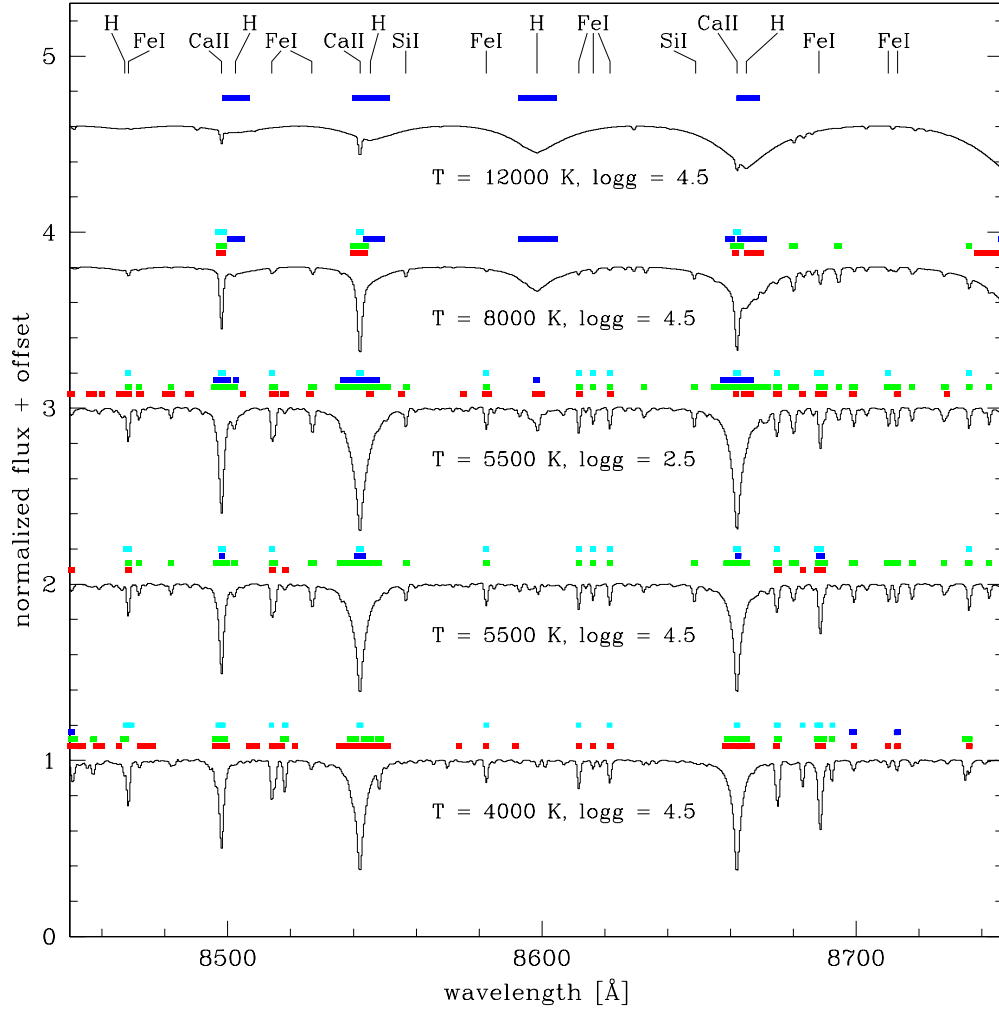 H H H H H
FeI CaII FeI CaII SiI FeI FeI SiI CaII FeI FeI
5
T = 12000 K, logg = 4.5
4
T = 8000 K, logg = 4.5
3
T = 5500 K, logg = 2.5
2
T = 5500 K, logg = 4.5
1
T = 4000 K, logg = 4.5
0
8500 8600 8700
wavelength [Å]
normalized flux + offset